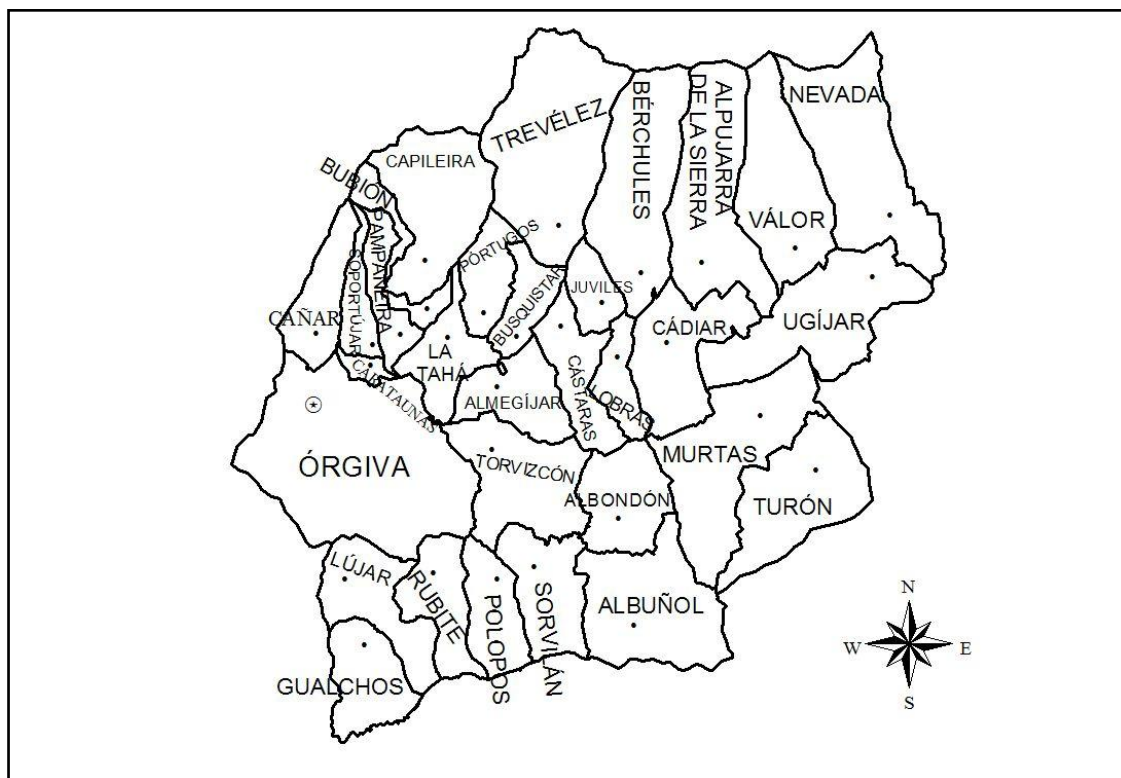 NEVADA
ALPUJARRA
DE LA SIERRA
BÉRCHULES
TREVÉLEZ
CAPILEIRA
BUBIÓN
VÁLOR
PAMPANEIRA
PÓRTUGOS
SOPORTÚJAR
BUSQUISTAR
JUVILES
CAÑAR
CÁDIAR
UGÍJAR
LA
TAHÁ
CARATAUNAS
ALMEGÍJAR
CÁSTARAS
LOBRAS
ÓRGIVA
TORVIZCÓN
MURTAS
ALBONDÓN
TURÓN
LÚJAR
RUBITE
POLOPOS
SORVILÁN
ALBUÑOL
GUALCHOS
N
W
E
S